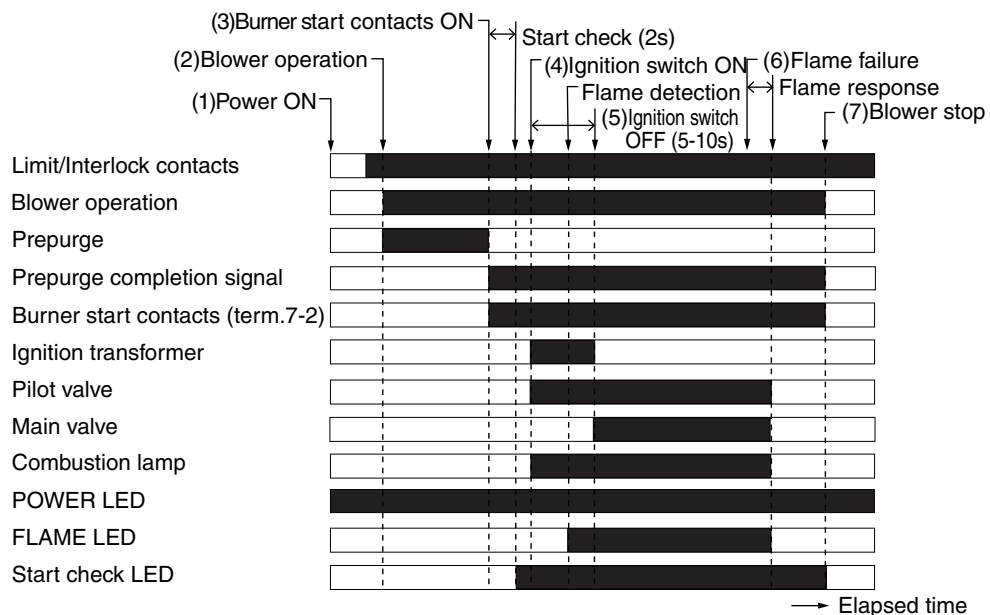 (3)Burner start contacts ON
Start check (2s)
(2)Blower operation
(4)Ignition switch ON
(6)Flame failure
(1)Power ON
Flame detection
Flame response
(5)Ignition switch
OFF (5-10s)
(7)Blower stop
Limit/Interlock contacts
Blower operation
Prepurge
Prepurge completion signal
Burner start contacts (term.7-2)
Ignition transformer
Pilot valve
Main valve
Combustion lamp
POWER LED
FLAME LED
Start check LED
Elapsed time